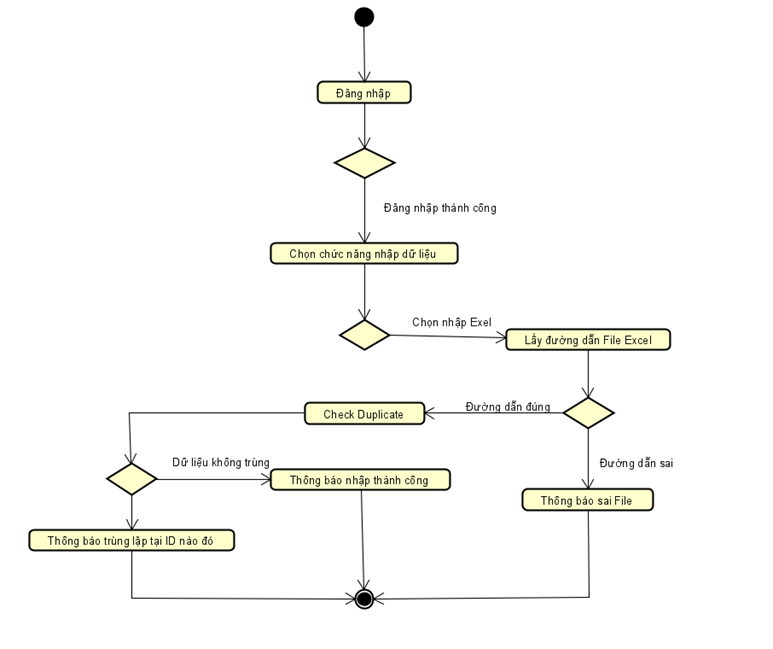 Đăng nhập
Đăng nhập thành công
Chọn chức năng nhập dữ liệu
Chọn nhập Exel
Lấy đường dẫn File Excel
Check Duplicate
Đường dẫn đúng
Dữ liệu không trùng
Đường dẫn sai
Thông báo nhập thành công
Thông báo sai File
Thông báo trùng lặp tại ID nào đó